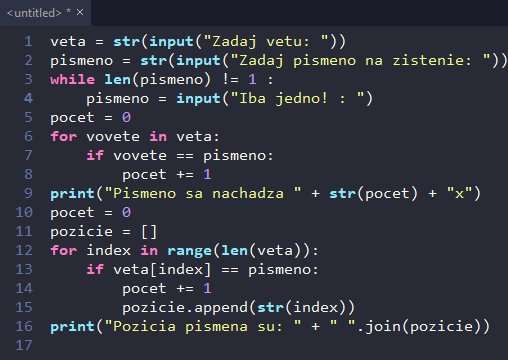 <untitled> * ×
1 veta = str(input("Zadaj vetu: "))
2 pismeno = str(input("Zadaj pismeno na zistenie: "))
3 while len(pismeno) != 1 :
4     pismeno = input("Iba jedno! : ")
5 pocet = 0
6 for vovete in veta:
7     if vovete == pismeno:
8         pocet += 1
9 print("Pismeno sa nachadza " + str(pocet) + "x")
10 pocet = 0
11 pozicie = []
12 for index in range(len(veta)):
13     if veta[index] == pismeno:
14         pocet += 1
15         pozicie.append(str(index))
16 print("Pozicia pismena su: " + " ".join(pozicie))
17